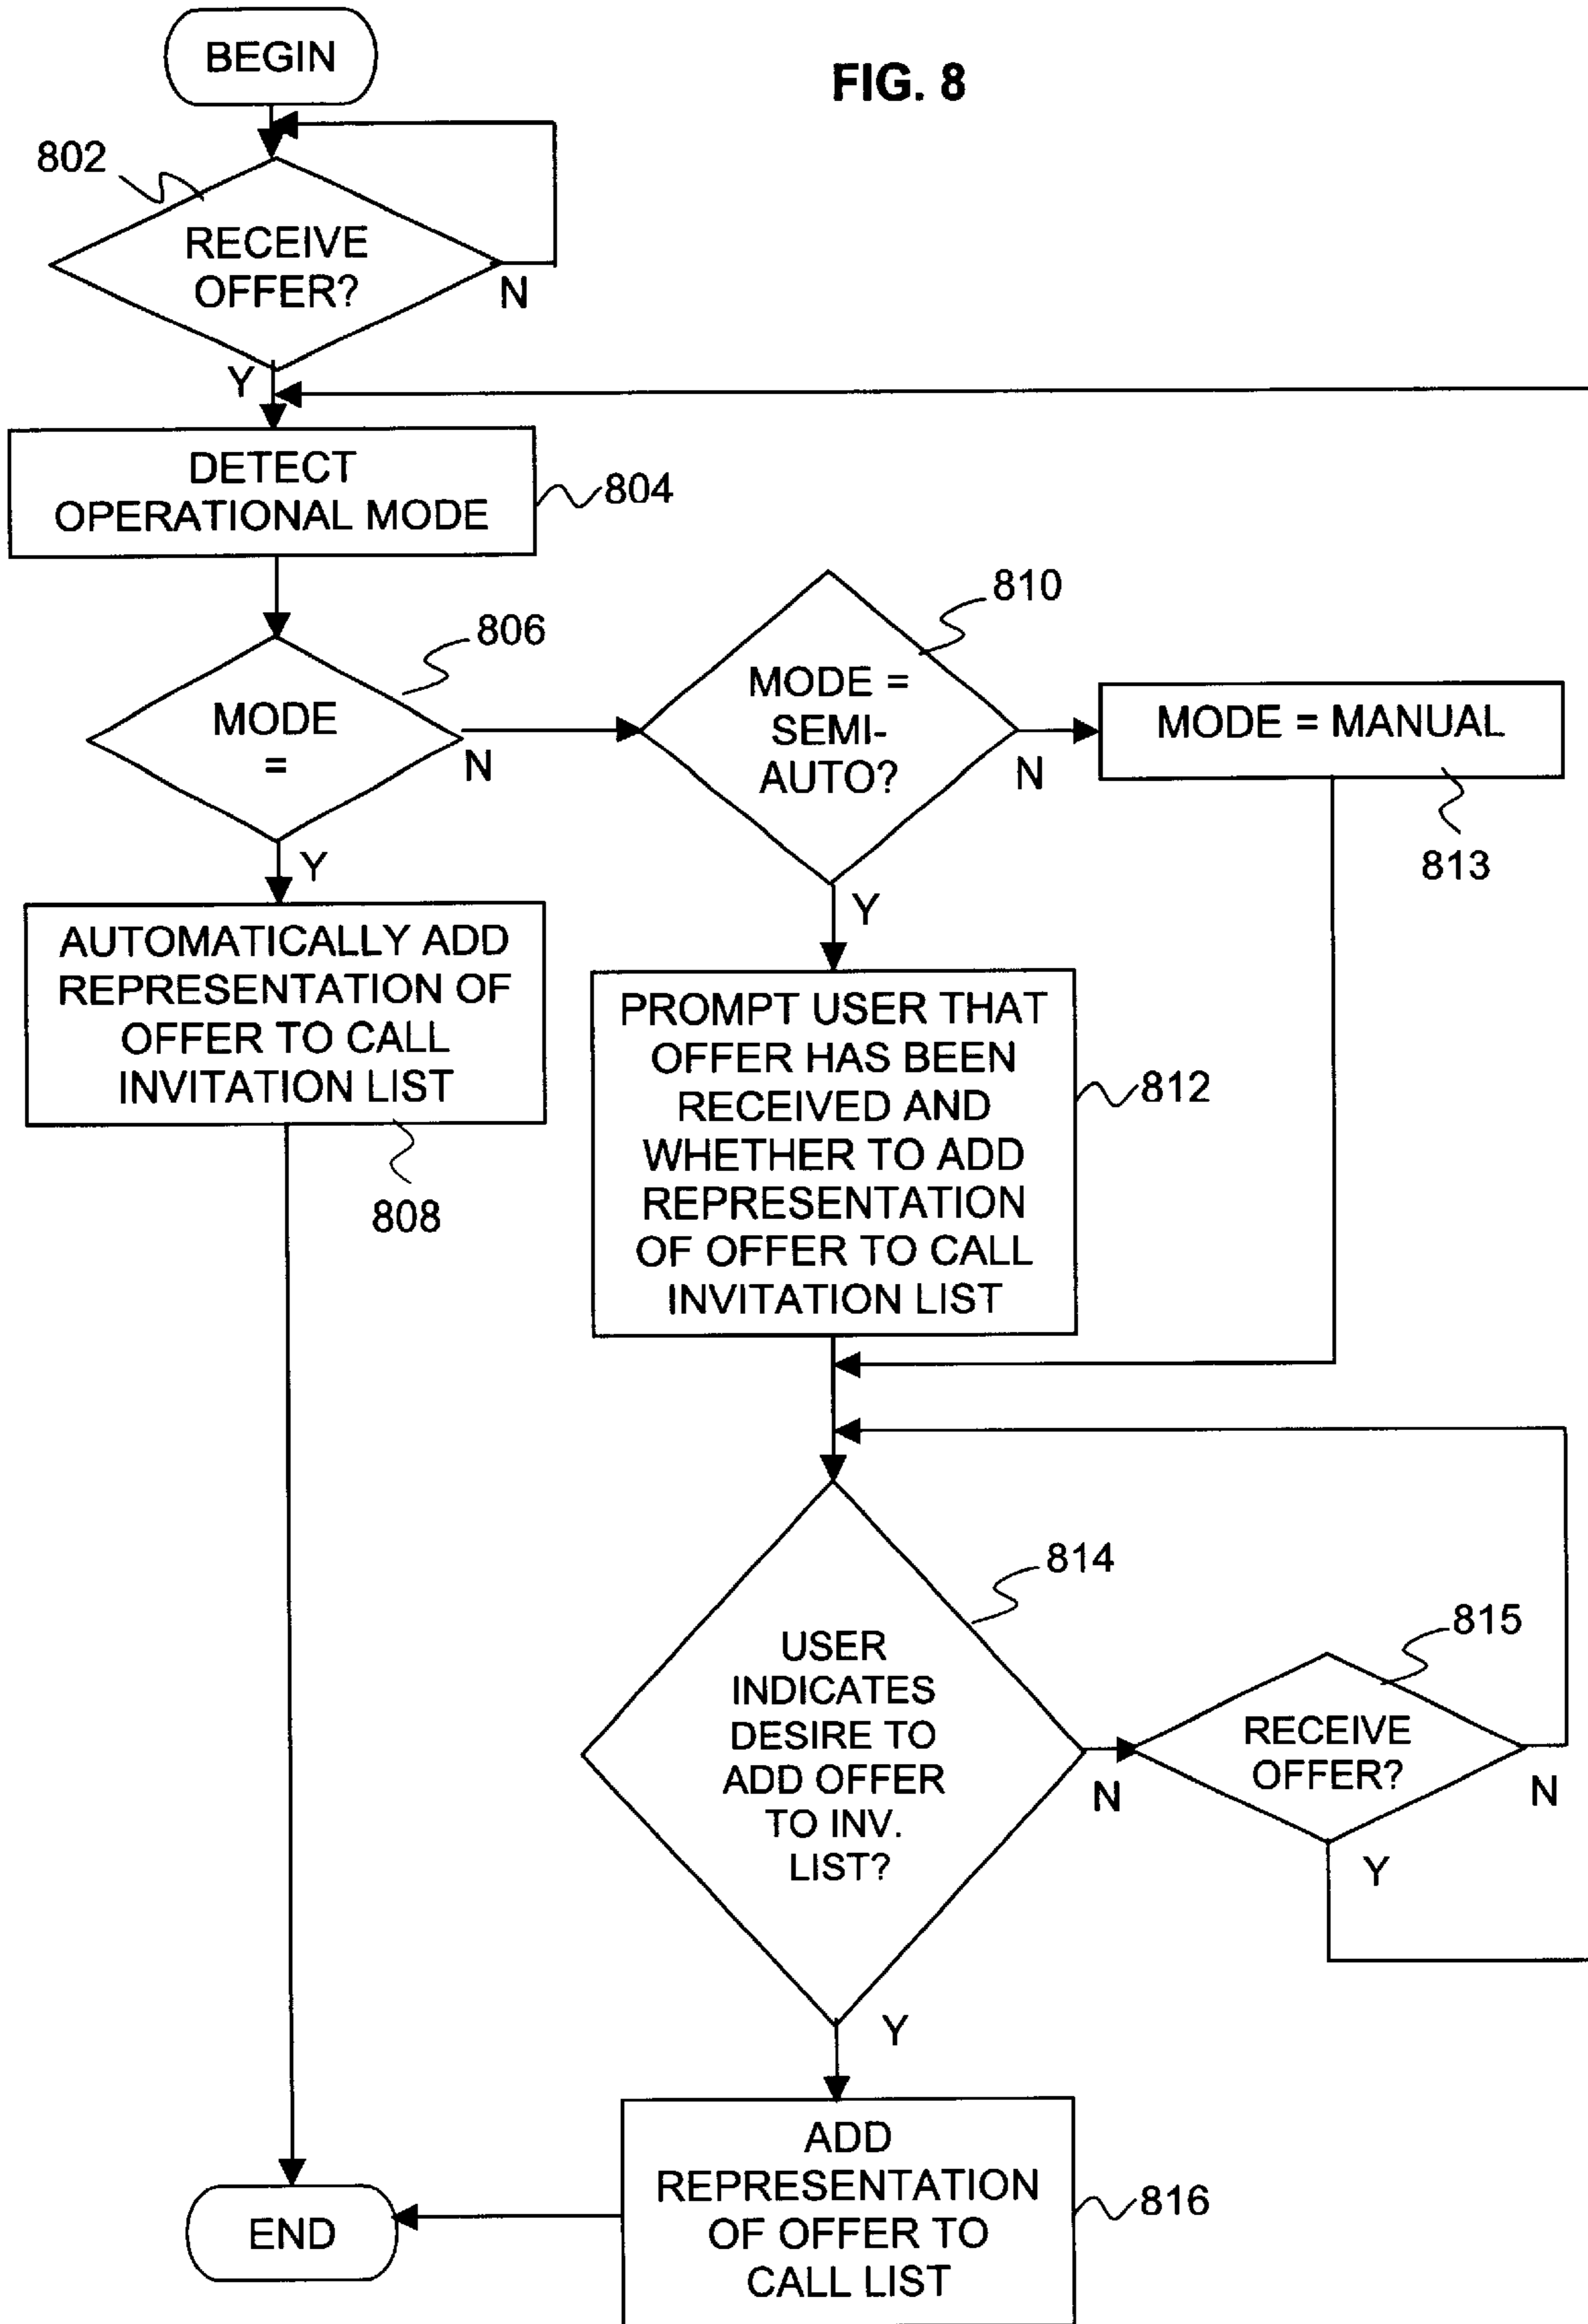 FIG. 8
BEGIN
802
RECEIVE
OFFER?
N
Y
DETECT
OPERATIONAL MODE
804
806
MODE
=
N
Y
810
MODE =
SEMI-
AUTO?
N
Y
MODE = MANUAL
813
AUTOMATICALLY ADD
REPRESENTATION OF
OFFER TO CALL
INVITATION LIST
808
PROMPT USER THAT
OFFER HAS BEEN
RECEIVED AND
WHETHER TO ADD
REPRESENTATION
OF OFFER TO CALL
INVITATION LIST
812
814
USER
INDICATES
DESIRE TO
ADD OFFER
TO INV.
LIST?
N
Y
815
RECEIVE
OFFER?
N
Y
ADD
REPRESENTATION
OF OFFER TO
CALL LIST
816
END